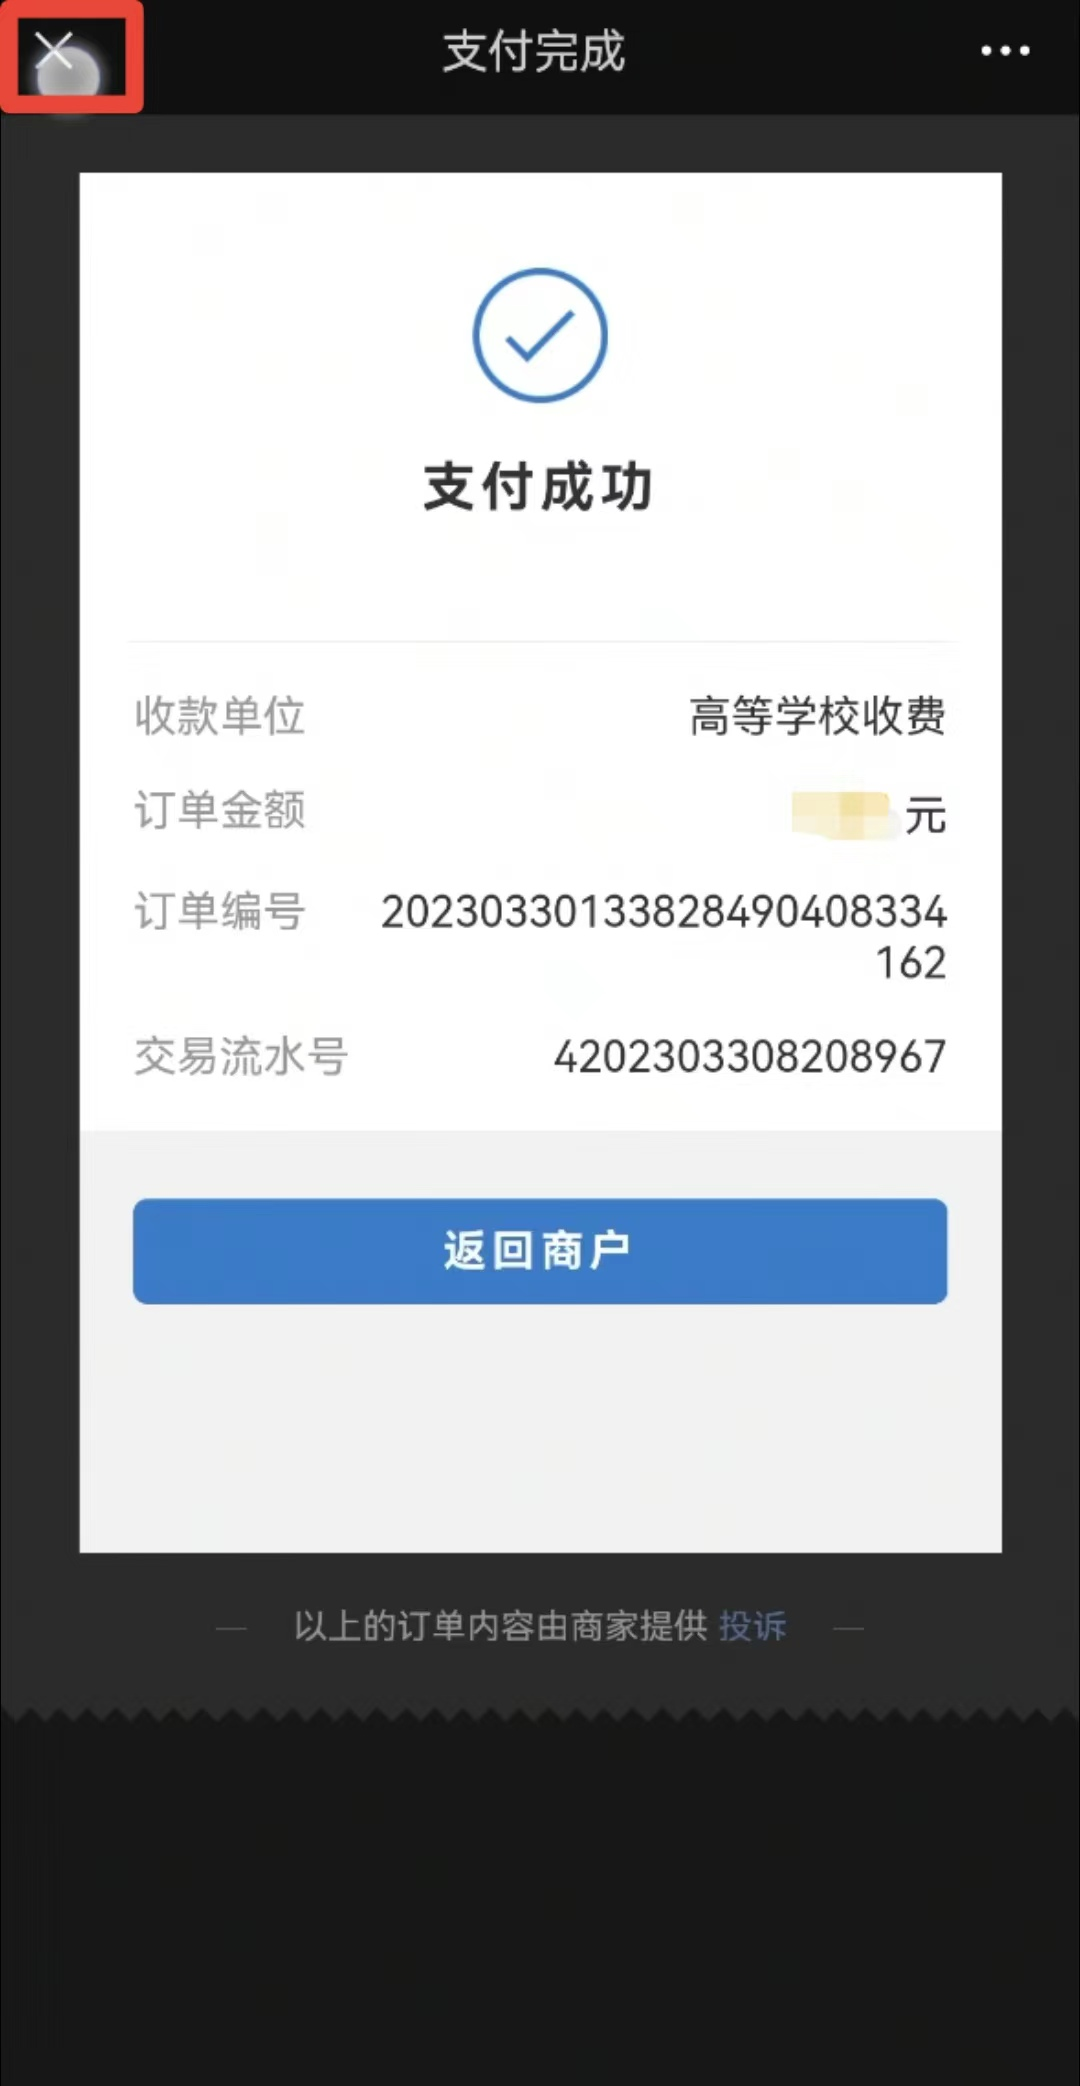 支付完成
支付成功
收款单位 高等学校收费
订单金额 元
订单编号 20230330133828490408334
162
交易流水号 4202303308208967
返回商户
以上的订单内容由商家提供 投诉